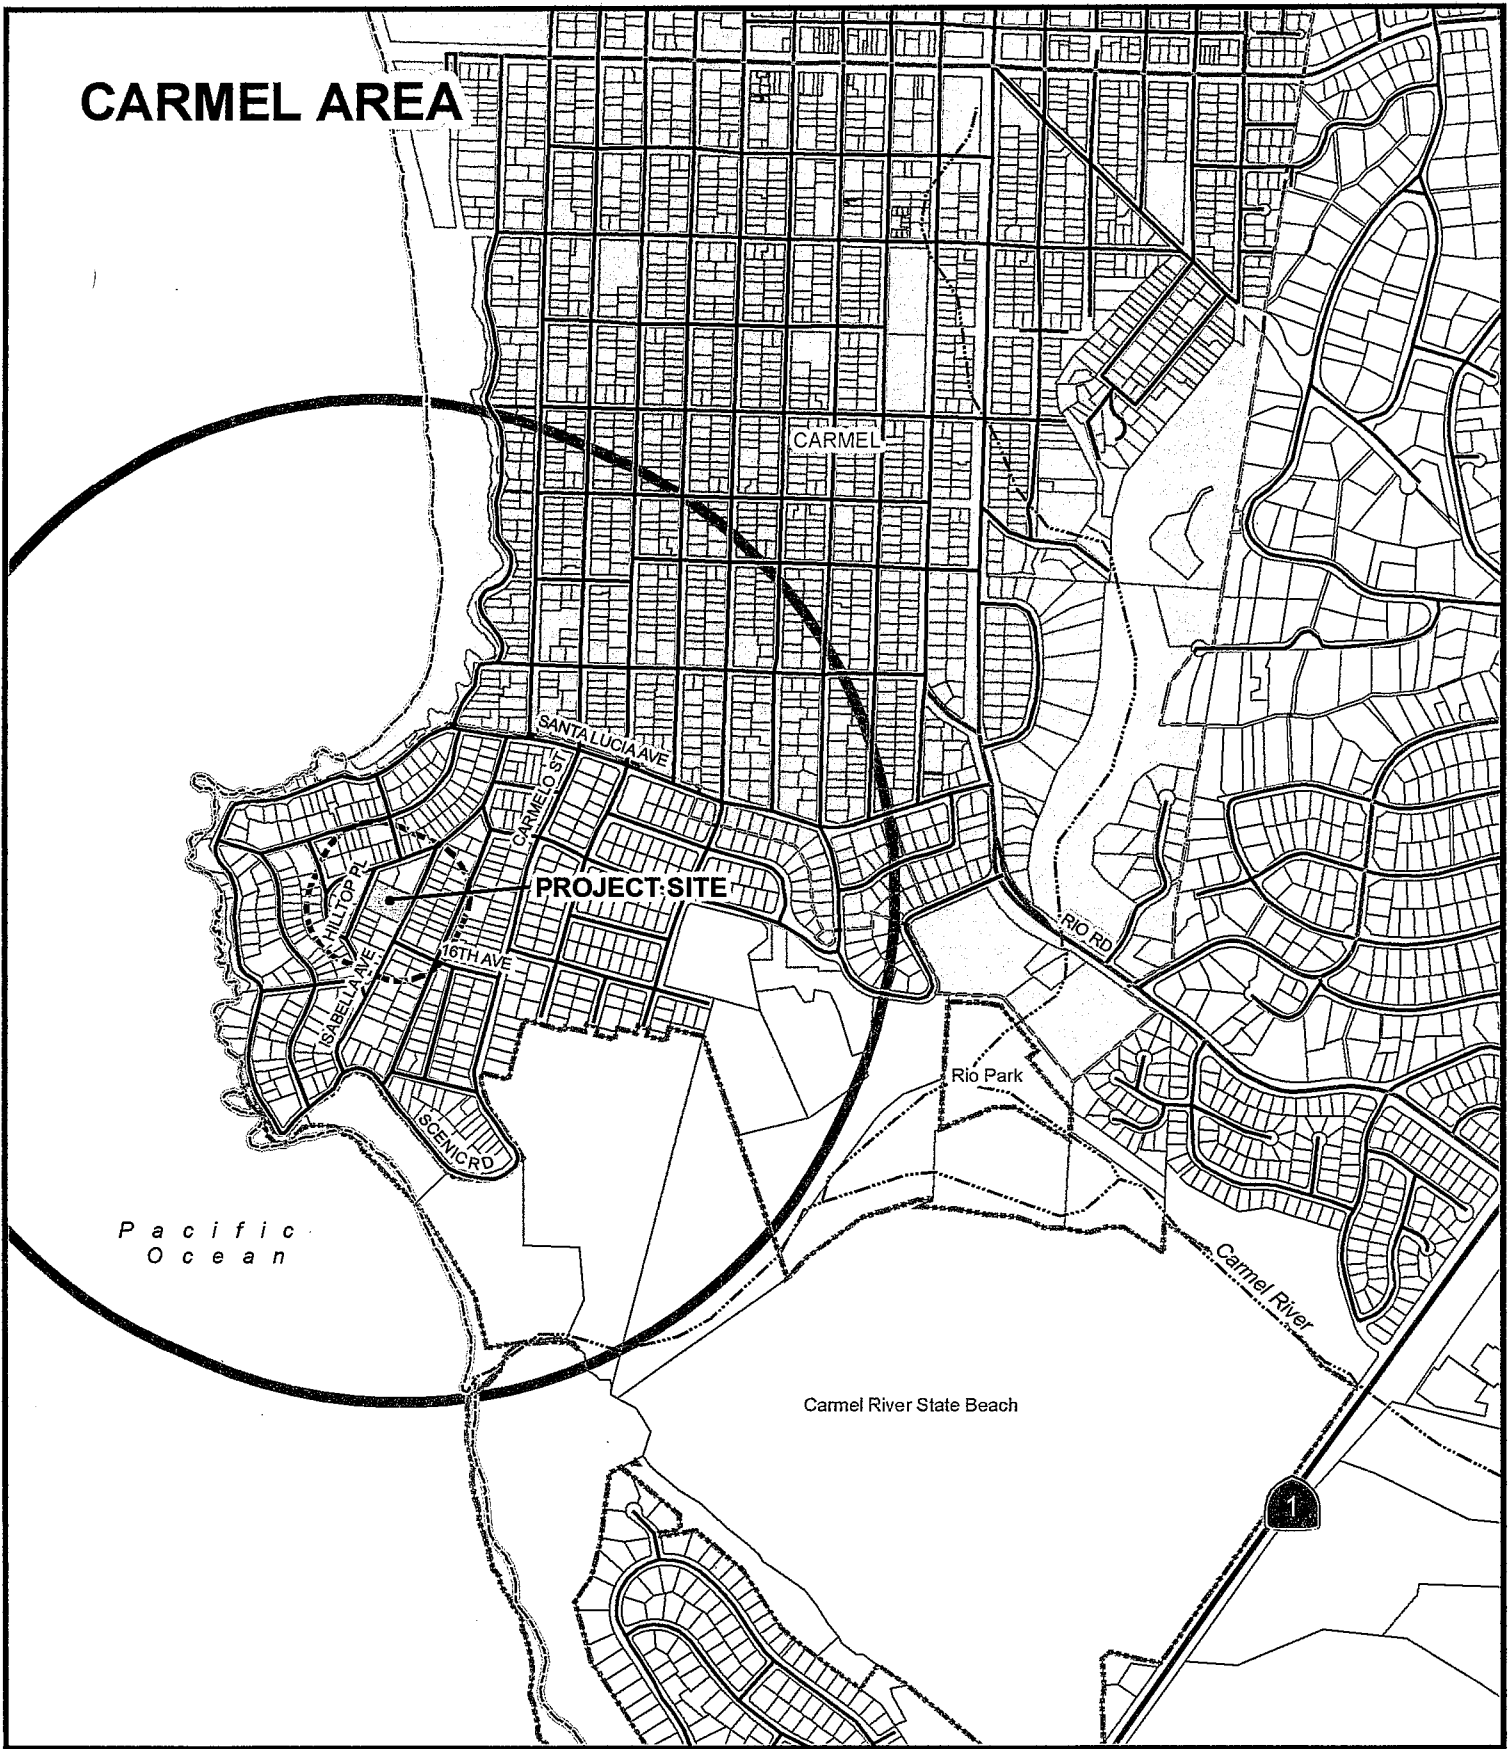 CARMEL AREA
CARMEL
SANTA LUCIA AVE
CARMELO ST
PROJECT SITE
HILLTOP PL
RIO RD
16TH AVE
ISABELLA AVE
Rio Park
SCENIC RD
Pacific
Ocean
Carmel River
Carmel River State Beach
1